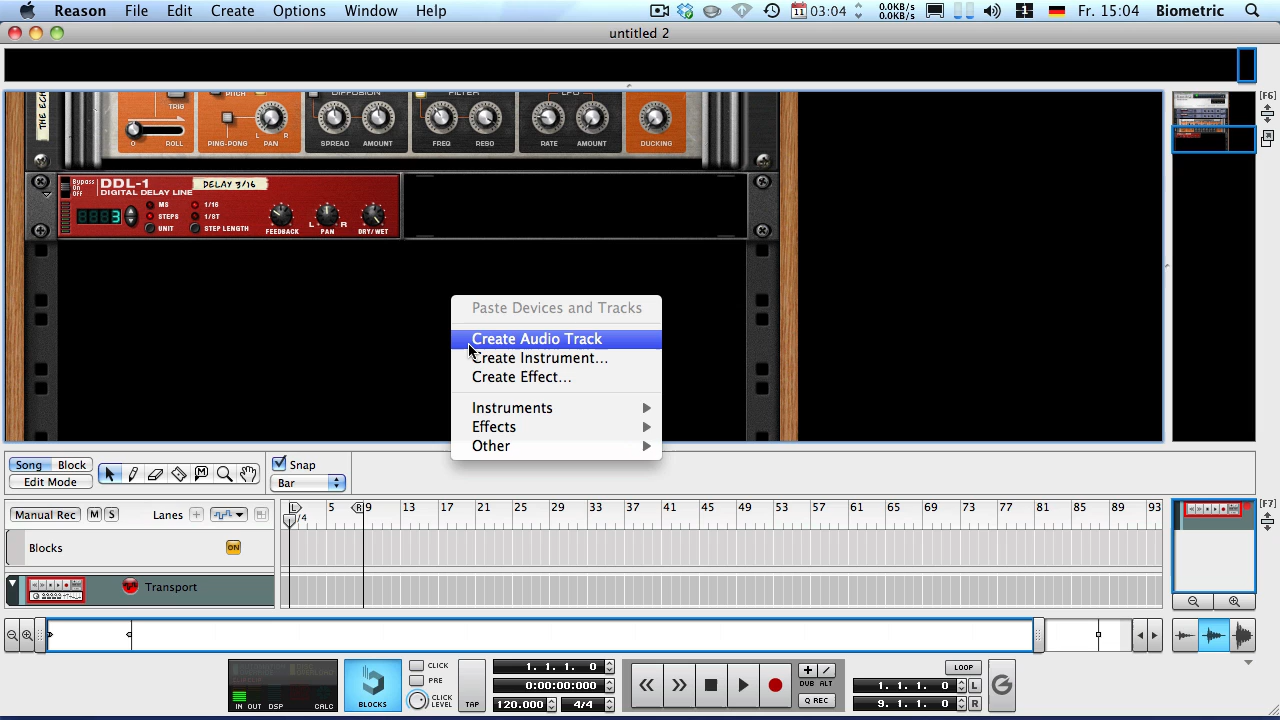 Reason File Edit Create Options Window Help 11 03:04 0.0KB/s 0.0KB/s 1 Fr. 15:04 Biometric
untitled 2
[F6]
THE ECH
TRIG
PITCH
DIFFUSION
FILTER
LFO
0 ROLL
PING-PONG
L R
PAN
SPREAD AMOUNT
FREQ RESO
RATE AMOUNT
DUCKING
Bypass
On
Off
DDL-1
DIGITAL DELAY LINE
DELAY 3/16
3
MS
STEPS
UNIT
1/16
1/8T
STEP LENGTH
FEEDBACK
L R
PAN
DRY/WET
Paste Devices and Tracks
Create Audio Track
Create Instrument...
Create Effect...
Instruments
Effects
Other
Song Block
Edit Mode
Snap
Bar
Manual Rec M S Lanes
L 5 R 9 13 17 21 25 29 33 37 41 45 49 53 57 61 65 69 73 77 81 85 89 93
/4
[F7]
Blocks ON
Transport
IN OUT DSP CALC
BLOCKS
CLICK
PRE
CLICK
LEVEL
TAP
1. 1. 1. 0
0:00:00:000
120.000 4/4
DUB ALT
Q REC
LOOP
1. 1. 1. 0 L
9. 1. 1. 0 R